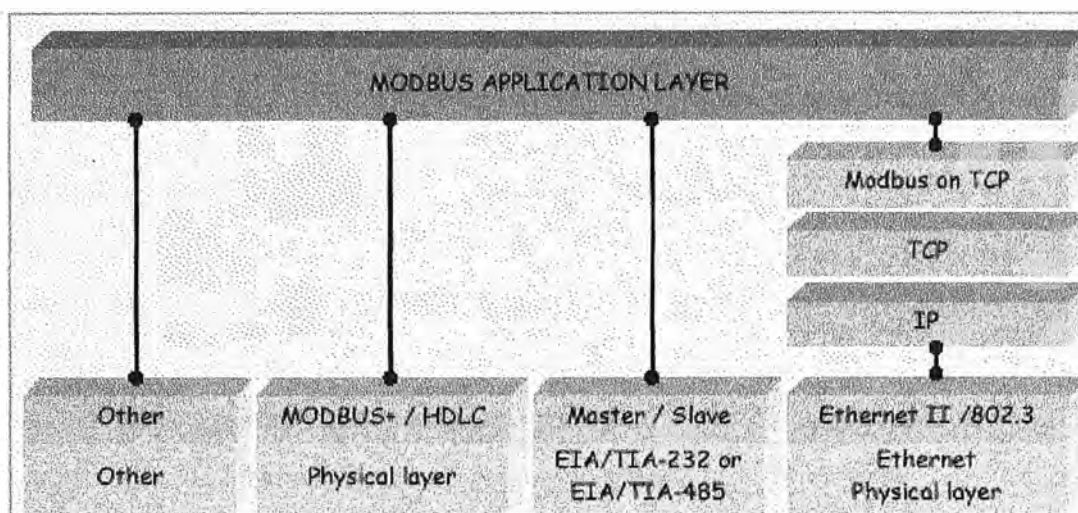 MODBUS APPLICATION LAYER
Modbus on TCP
TCP
IP
Other
Other
MODBUS+ / HDLC
Physical layer
Master / Slave
EIA/TIA-232 or
EIA/TIA-485
Ethernet II /802.3
Ethernet
Physical layer